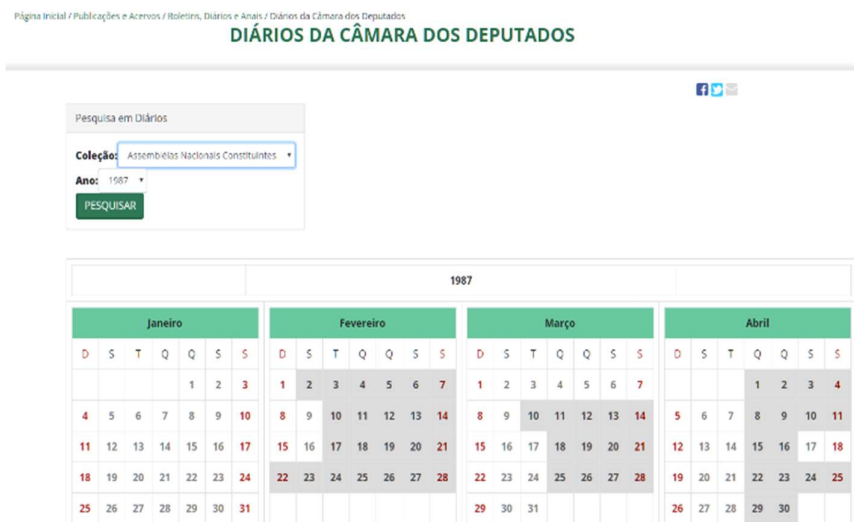 Página Inicial / Publicações e Acervos / Boletins, Diários e Anais / Diários da Câmara dos Deputados
DIÁRIOS DA CÂMARA DOS DEPUTADOS
Pesquisa em Diários
Coleção: Assembléias Nacionais Constituintes
Ano: 1987
PESQUISAR
1987
Janeiro Fevereiro Março Abril
D S T Q Q S S D S T Q Q S S D S T Q Q S S D S T Q Q S S
1 2 3 1 2 3 4 5 6 7 1 2 3 4 5 6 7 1 2 3 4
4 5 6 7 8 9 10 8 9 10 11 12 13 14 8 9 10 11 12 13 14 5 6 7 8 9 10 11
11 12 13 14 15 16 17 15 16 17 18 19 20 21 15 16 17 18 19 20 21 12 13 14 15 16 17 18
18 19 20 21 22 23 24 22 23 24 25 26 27 28 22 23 24 25 26 27 28 19 20 21 22 23 24 25
25 26 27 28 29 30 31 29 30 31 26 27 28 29 30